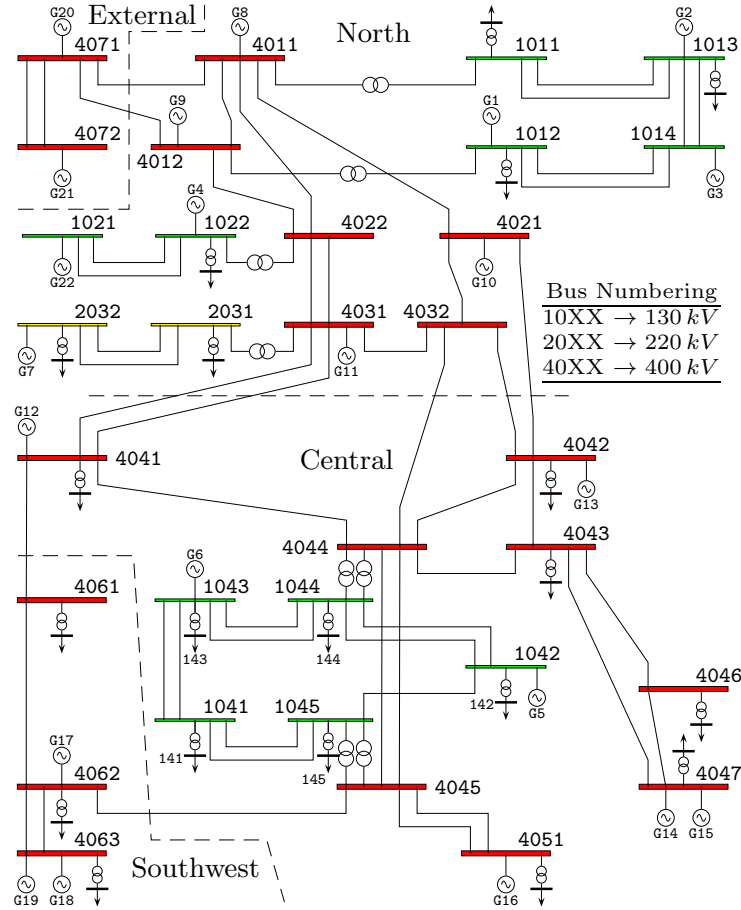 External
North
G20
G8
G2
4071
4011
1011
1013
G9
G1
4072
4012
1012
1014
G21
G4
G3
1021
1022
4022
4021
G22
G10
Bus Numbering
10XX → 130 kV
20XX → 220 kV
40XX → 400 kV
2032
2031
4031
4032
G7
G11
G12
4041
Central
4042
G13
4044
4043
G6
4061
1043
1044
143
144
1042
142
G5
4046
1041
1045
141
145
G17
4062
4045
4047
G14
G15
4063
4051
Southwest
G19
G18
G16